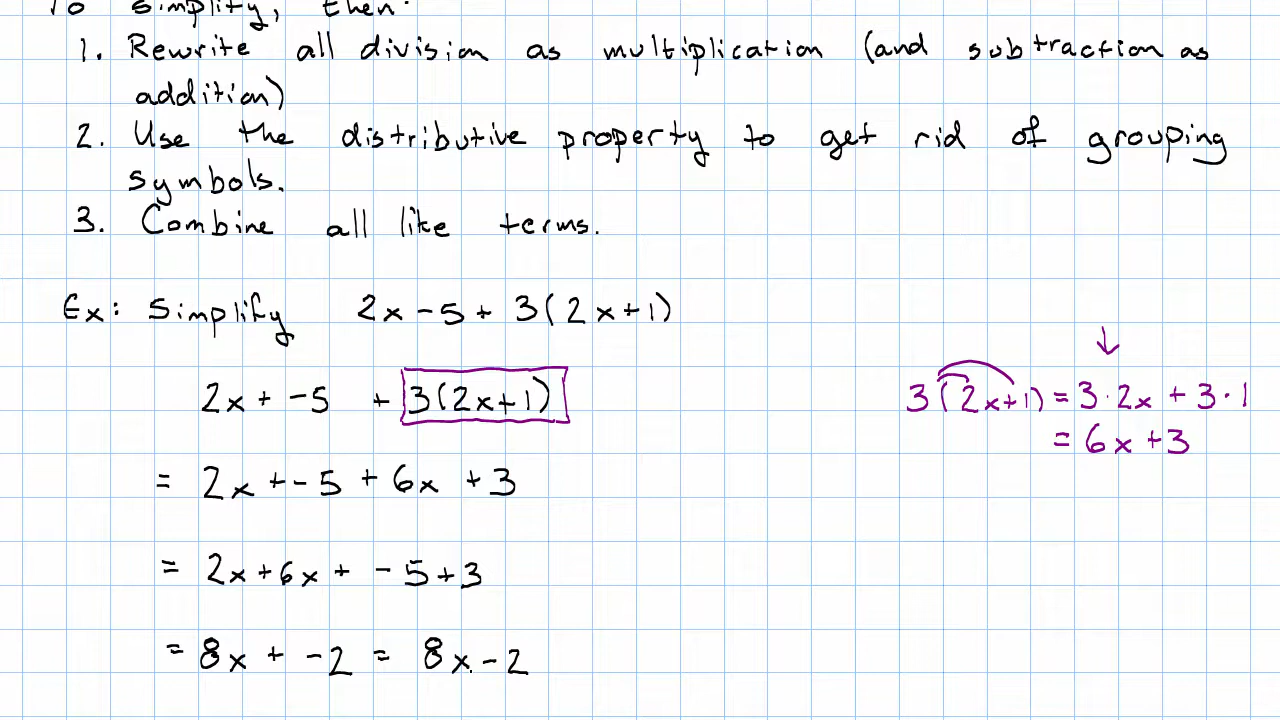 To simplify, then:
1. Rewrite all division as multiplication (and subtraction as
addition)
2. Use the distributive property to get rid of grouping
symbols.
3. Combine all like terms.
Ex: Simplify 2x - 5 + 3(2x+1)
2x + -5 + 3(2x+1)
= 2x + -5 + 6x + 3
= 2x + 6x + -5 + 3
= 8x + -2 = 8x - 2
↓
3(2x+1) = 3·2x + 3·1
= 6x + 3